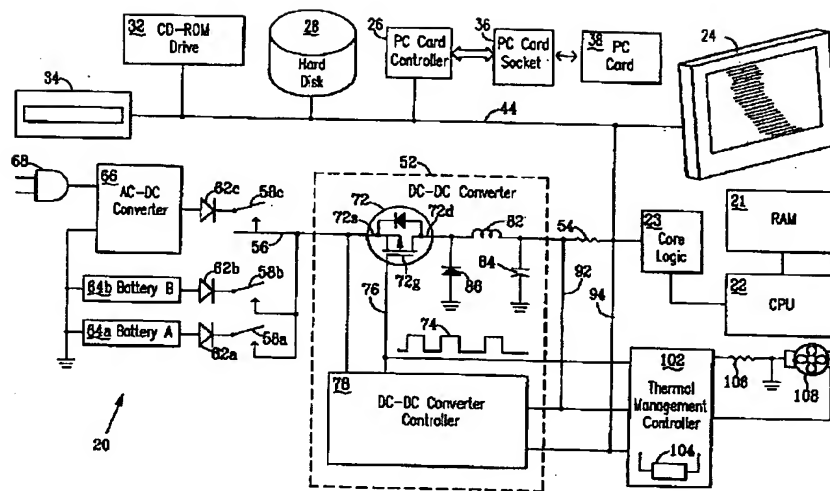 32 CD-ROM Drive
28 Hard Disk
26 PC Card Controller
36 PC Card Socket
38 PC Card
24
34
44
68
66 AC-DC Converter
62c
58c
56
52
DC-DC Converter
72
72s
72d
72g
82
84
86
54
92
94
23 Core Logic
21 RAM
22 CPU
64b Battery B
62b
58b
64a Battery A
62a
58a
76
74
78 DC-DC Converter Controller
102 Thermal Management Controller
104
106
108
20